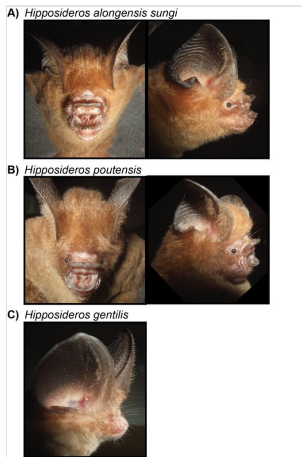 A) Hipposideros alongensis sungi
B) Hipposideros poutensis
C) Hipposideros gentilis